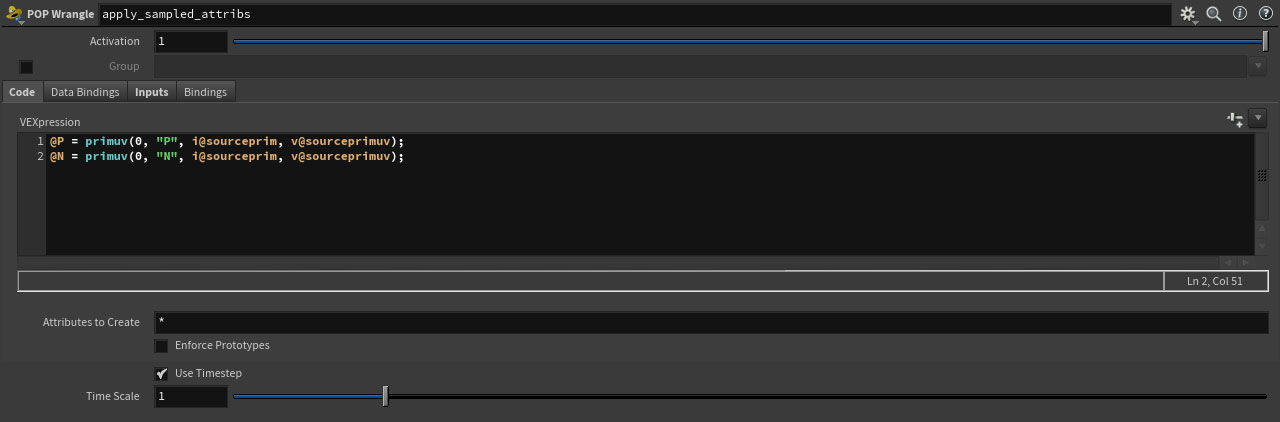 POP Wrangle apply_sampled_attribs
Activation 1
Group
Code Data Bindings Inputs Bindings
VEXpression
1 @P = primuv(0, "P", i@sourceprim, v@sourceprimuv);
2 @N = primuv(0, "N", i@sourceprim, v@sourceprimuv);
Ln 2, Col 51
Attributes to Create *
Enforce Prototypes
Use Timestep
Time Scale 1